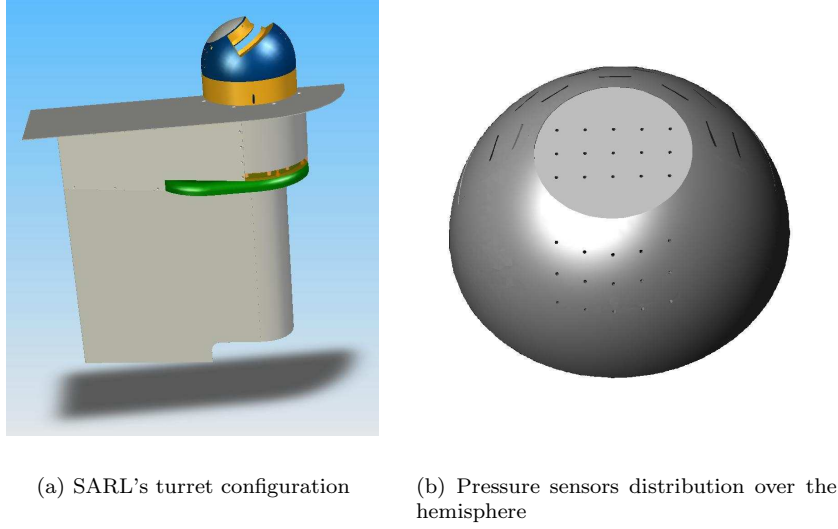 (a) SARL's turret configuration
(b) Pressure sensors distribution over the
hemisphere